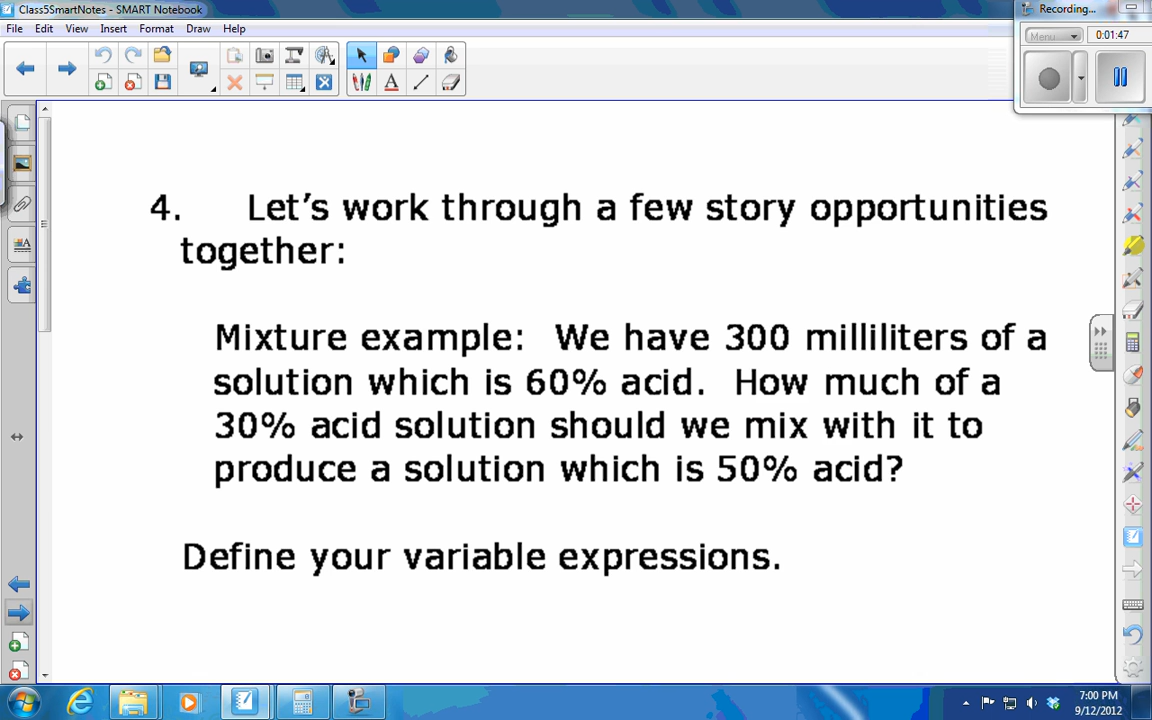 Class5SmartNotes - SMART Notebook
Recording...
File Edit View Insert Format Draw Help
Menu
0:01:47
4. Let's work through a few story opportunities
together:
Mixture example: We have 300 milliliters of a
solution which is 60% acid. How much of a
30% acid solution should we mix with it to
produce a solution which is 50% acid?
Define your variable expressions.
7:00 PM
9/12/2012